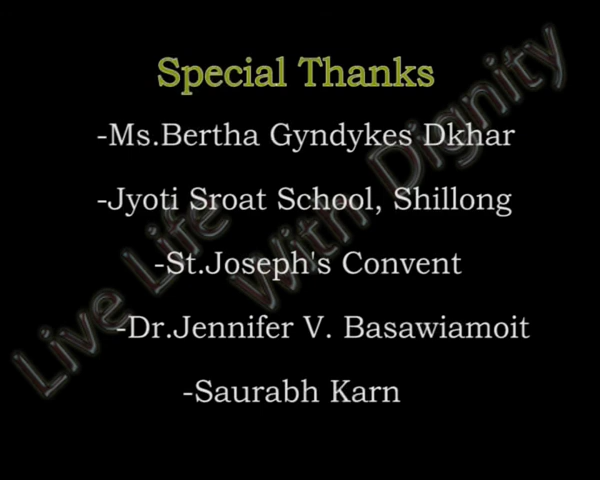 Special Thanks
-Ms.Bertha Gyndykes Dkhar
-Jyoti Sroat School, Shillong
-St.Joseph's Convent
-Dr.Jennifer V. Basawiamoit
-Saurabh Karn
Live Life
With Dignity